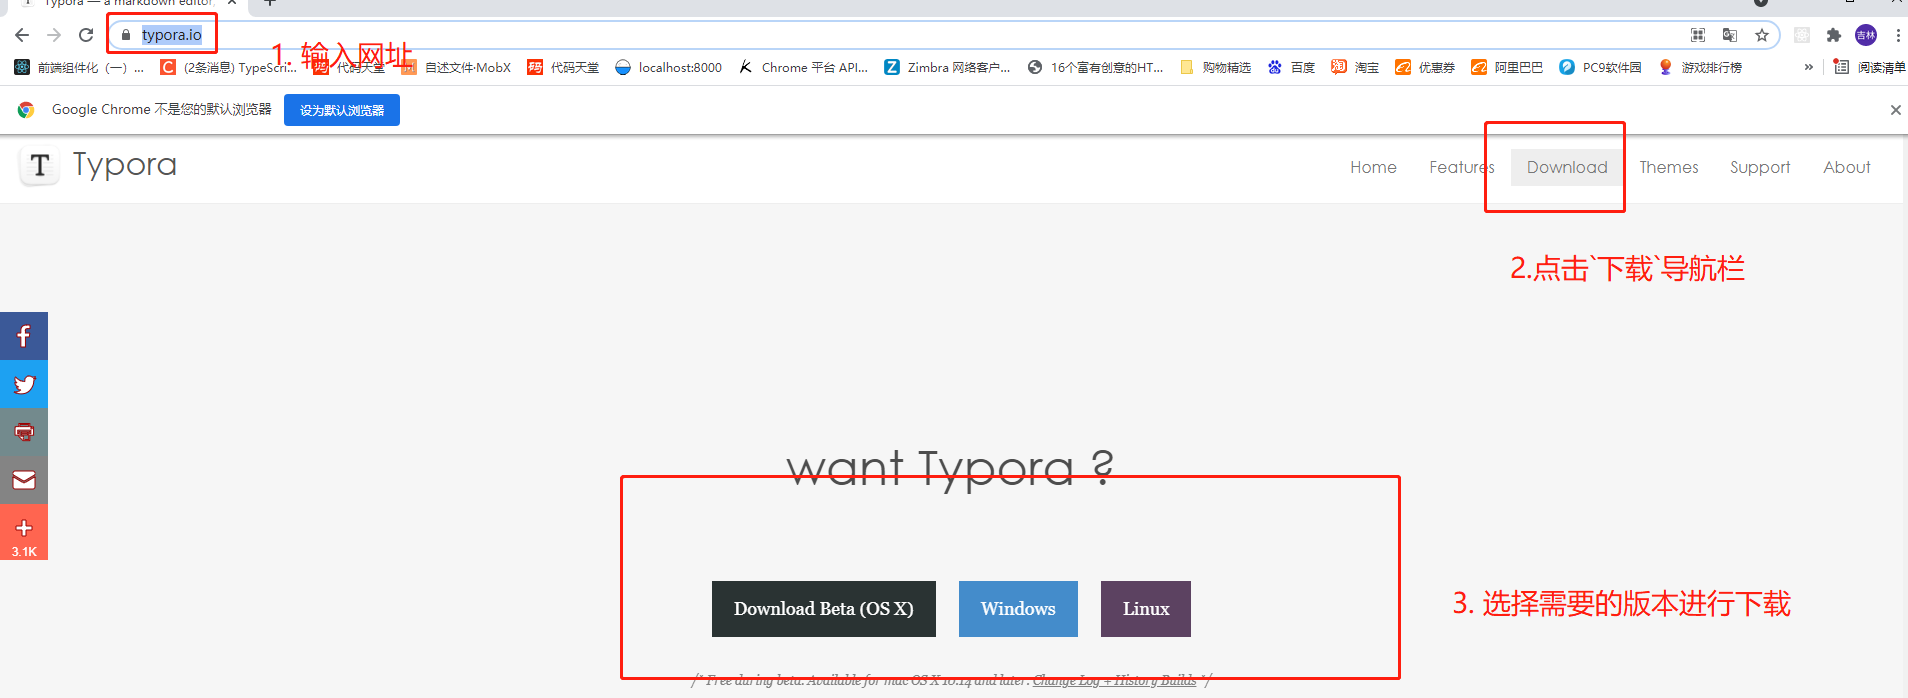 Typora — a markdown editor
typora.io
1. 输入网址
前端组件化（一）...
(2条消息) TypeScri...
代码天堂
自述文件·MobX
代码天堂
localhost:8000
Chrome 平台 API...
Zimbra 网络客户...
16个富有创意的HT...
购物精选
百度
淘宝
优惠券
阿里巴巴
PC9软件园
游戏排行榜
»
阅读清单
Google Chrome 不是您的默认浏览器
设为默认浏览器
T Typora
Home
Features
Download
Themes
Support
About
2.点击`下载`导航栏
3.1K
want Typora ?
Download Beta (OS X)
Windows
Linux
3. 选择需要的版本进行下载
/* Free during beta. Available for mac OS X 10.14 and later. Change Log + History Builds */